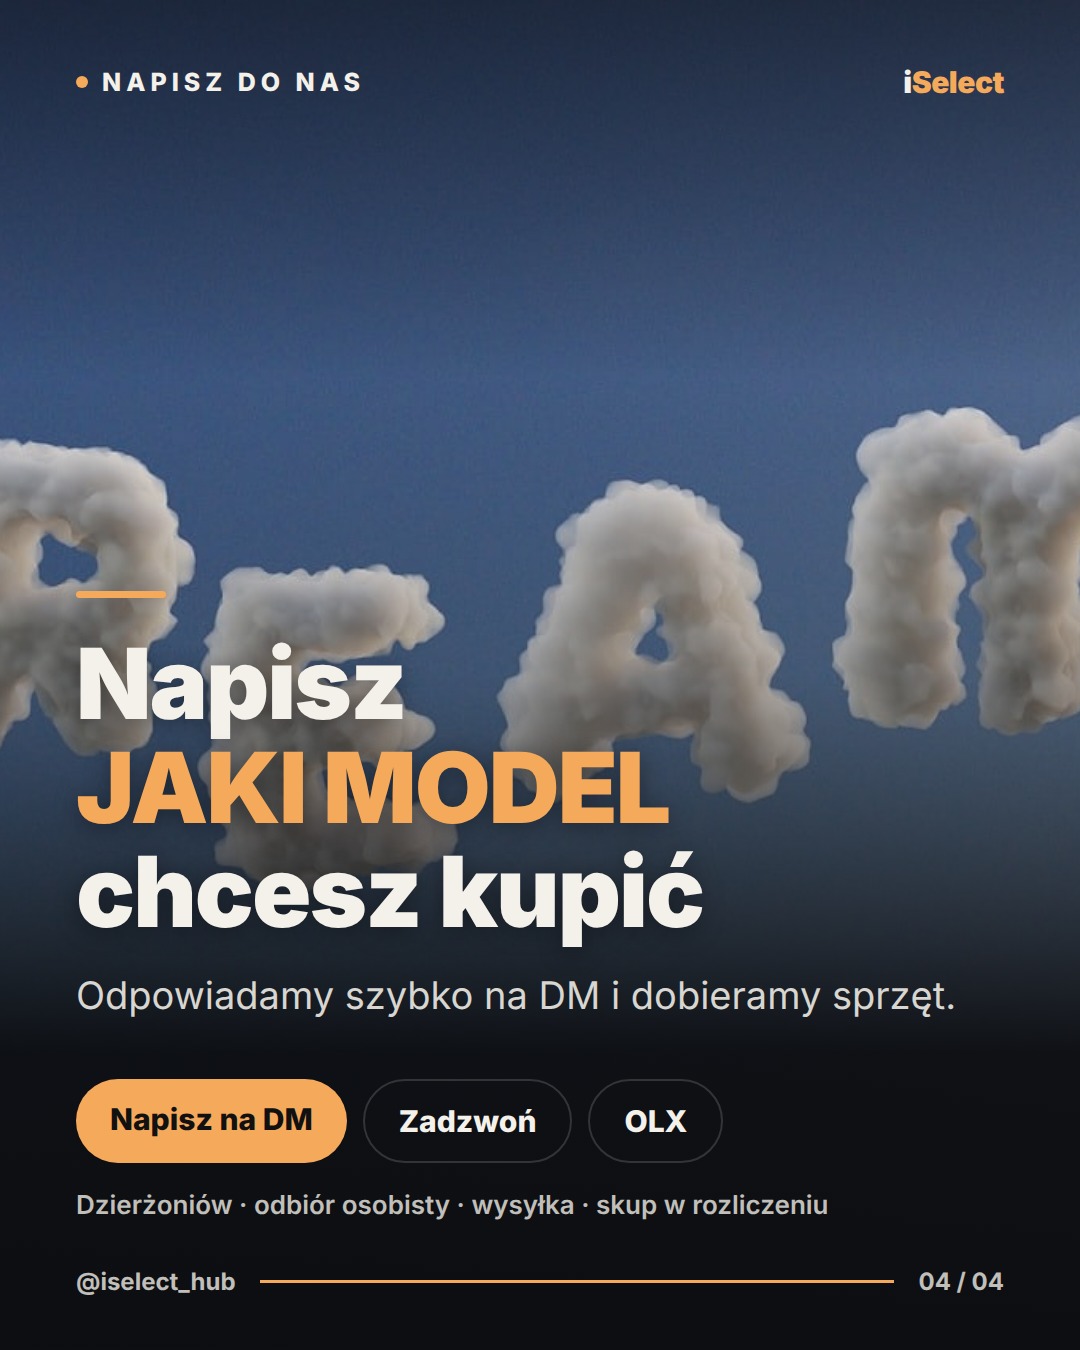 NAPISZ DO NAS
iSelect
REAM
Napisz
JAKI MODEL
chcesz kupić
Odpowiadamy szybko na DM i dobieramy sprzęt.
Napisz na DM
Zadzwoń
OLX
Dzierżoniów · odbiór osobisty · wysyłka · skup w rozliczeniu
@iselect_hub
04 / 04